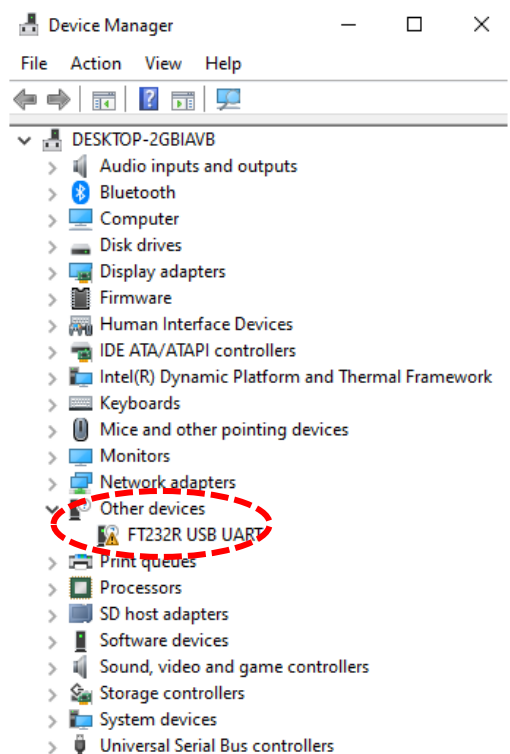 Device Manager
File Action View Help
DESKTOP-2GBIAVB
Audio inputs and outputs
Bluetooth
Computer
Disk drives
Display adapters
Firmware
Human Interface Devices
IDE ATA/ATAPI controllers
Intel(R) Dynamic Platform and Thermal Framework
Keyboards
Mice and other pointing devices
Monitors
Network adapters
Other devices
FT232R USB UART
Print queues
Processors
SD host adapters
Software devices
Sound, video and game controllers
Storage controllers
System devices
Universal Serial Bus controllers